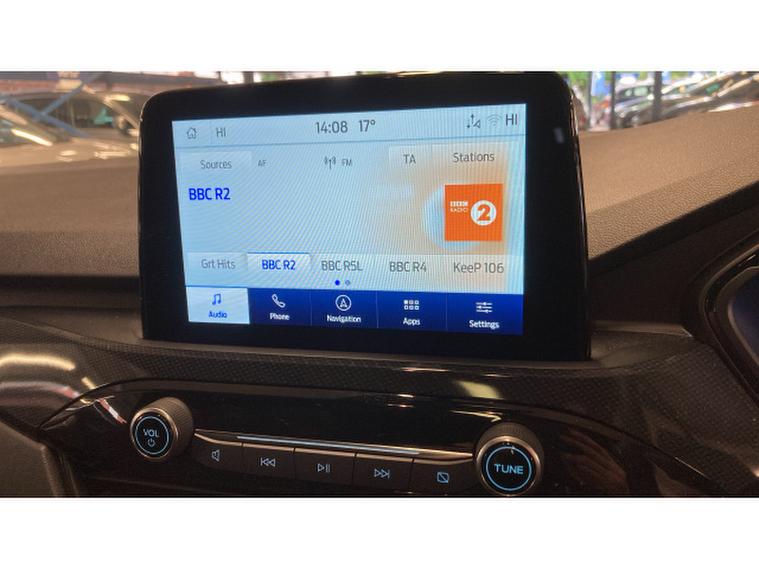 HI 14:08 17° HI
Sources AF FM TA Stations
BBC R2
BBC RADIO 2
Grt Hits BBC R2 BBC R5L BBC R4 KeeP 106
Audio Phone Navigation Apps Settings
VOL
TUNE